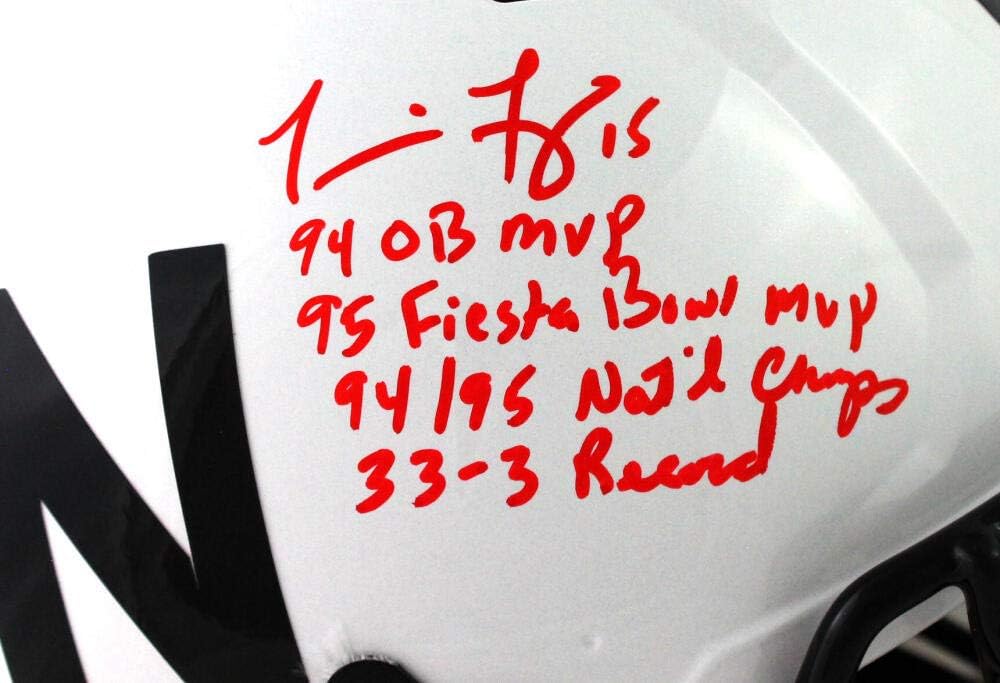 15
94 OB MVP
95 Fiesta Bowl MVP
94/95 Nat'l Champs
33-3 Record
N